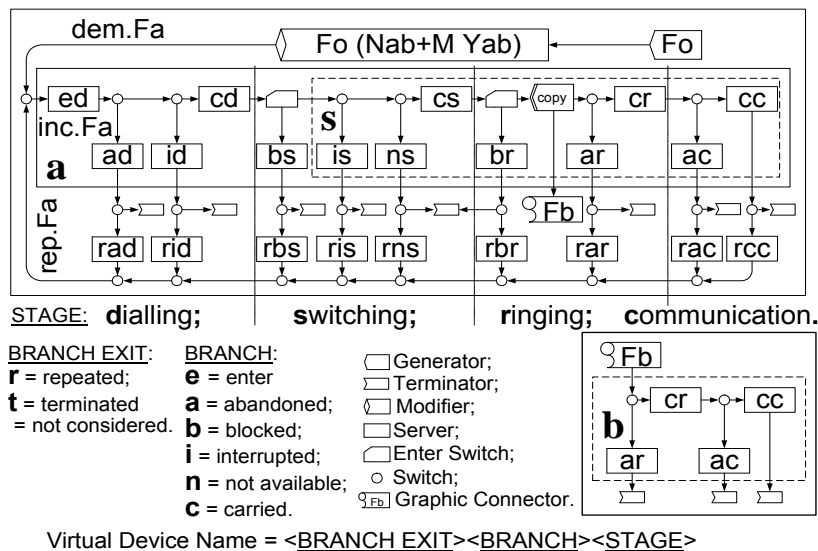 dem.Fa
Fo (Nab+M Yab)
Fo
ed
cd
cs
copy
cr
cc
inc.Fa
s
a
ad
id
bs
is
ns
br
ar
ac
Fb
rep.Fa
rad
rid
rbs
ris
rns
rbr
rar
rac
rcc
STAGE: dialling; switching; ringing; communication.
BRANCH EXIT:
r = repeated;
t = terminated
= not considered.
BRANCH:
e = enter
a = abandoned;
b = blocked;
i = interrupted;
n = not available;
c = carried.
Generator;
Terminator;
Modifier;
Server;
Enter Switch;
Switch;
Fb Graphic Connector.
Fb
cr
cc
b
ar
ac
Virtual Device Name = <BRANCH EXIT><BRANCH><STAGE>